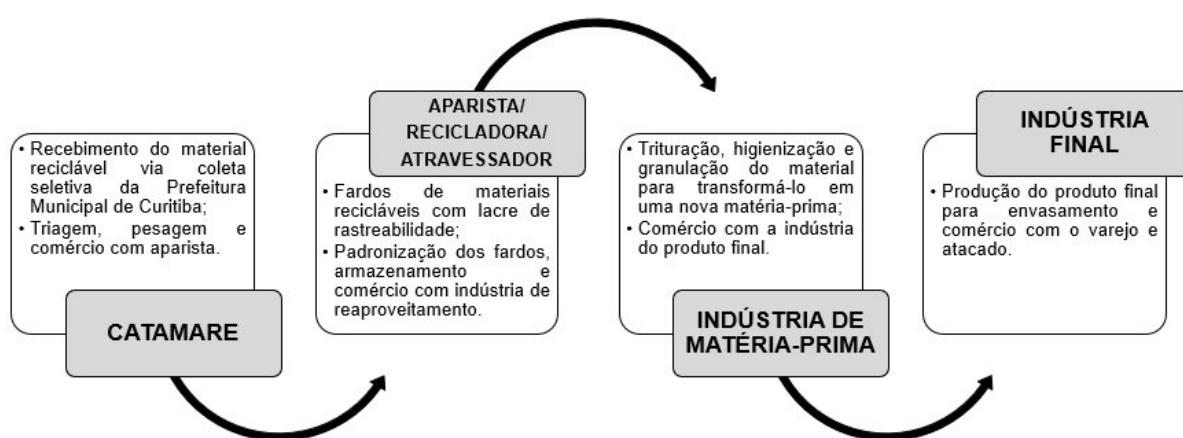 • Recebimento do material
reciclável via coleta
seletiva da Prefeitura
Municipal de Curitiba;
• Triagem, pesagem e
comércio com aparista.
CATAMARE
APARISTA/
RECICLADORA/
ATRAVESSADOR
• Fardos de materiais
recicláveis com lacre de
rastreabilidade;
• Padronização dos fardos,
armazenamento e
comércio com indústria de
reaproveitamento.
• Trituração, higienização e
granulação do material
para transformá-lo em
uma nova matéria-prima;
• Comércio com a indústria
do produto final.
INDÚSTRIA DE
MATÉRIA-PRIMA
INDÚSTRIA
FINAL
• Produção do produto final
para envasamento e
comércio com o varejo e
atacado.